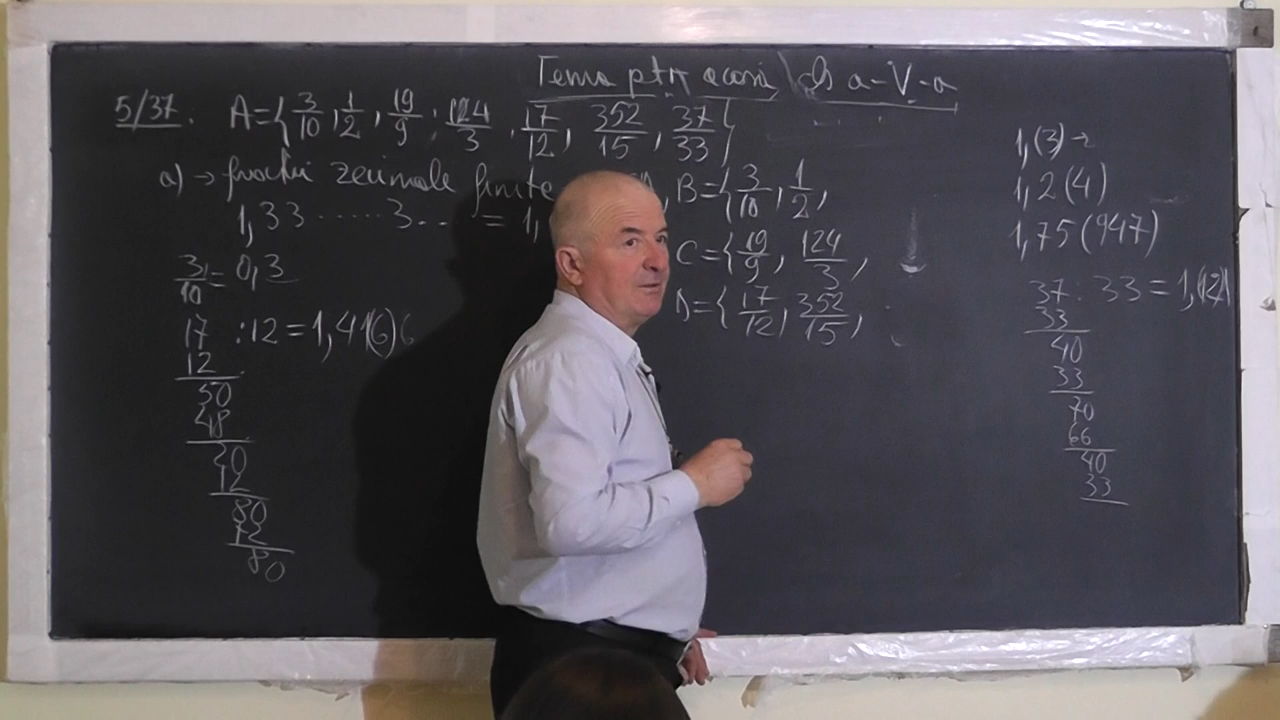 Tema ptr acasă, cls a-V-a
5/37. A={3/10, 1/2, 19/9, 124/3, 17/12, 352/15, 37/33}
a) → fractii zecimale finite , B={3/10, 1/2,
1,33......3... = 1,
C={19/9, 124/3,
D={17/12, 352/15,
3/10 = 0,3
17 :12=1,41(6)6
12
50
48
20
12
80
72
80
1,(3)→
1,2(4)
1,75(947)
37: 33=1,(12)
33
40
33
70
66
40
33